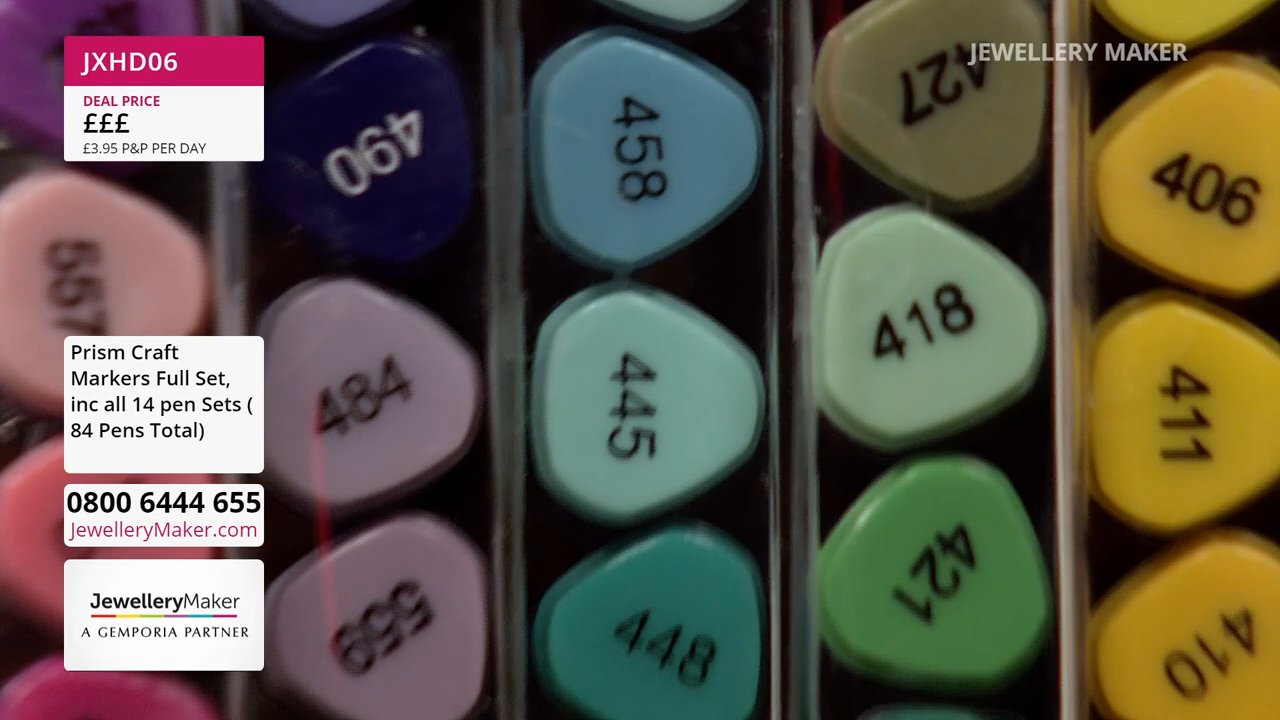 JXHD06
DEAL PRICE
£££
£3.95 P&P PER DAY
Prism Craft
Markers Full Set,
inc all 14 pen Sets (
84 Pens Total)
0800 6444 655
JewelleryMaker.com
JewelleryMaker
A GEMPORIA PARTNER
JEWELLERY MAKER
557
490
484
559
458
445
448
427
418
421
406
411
410